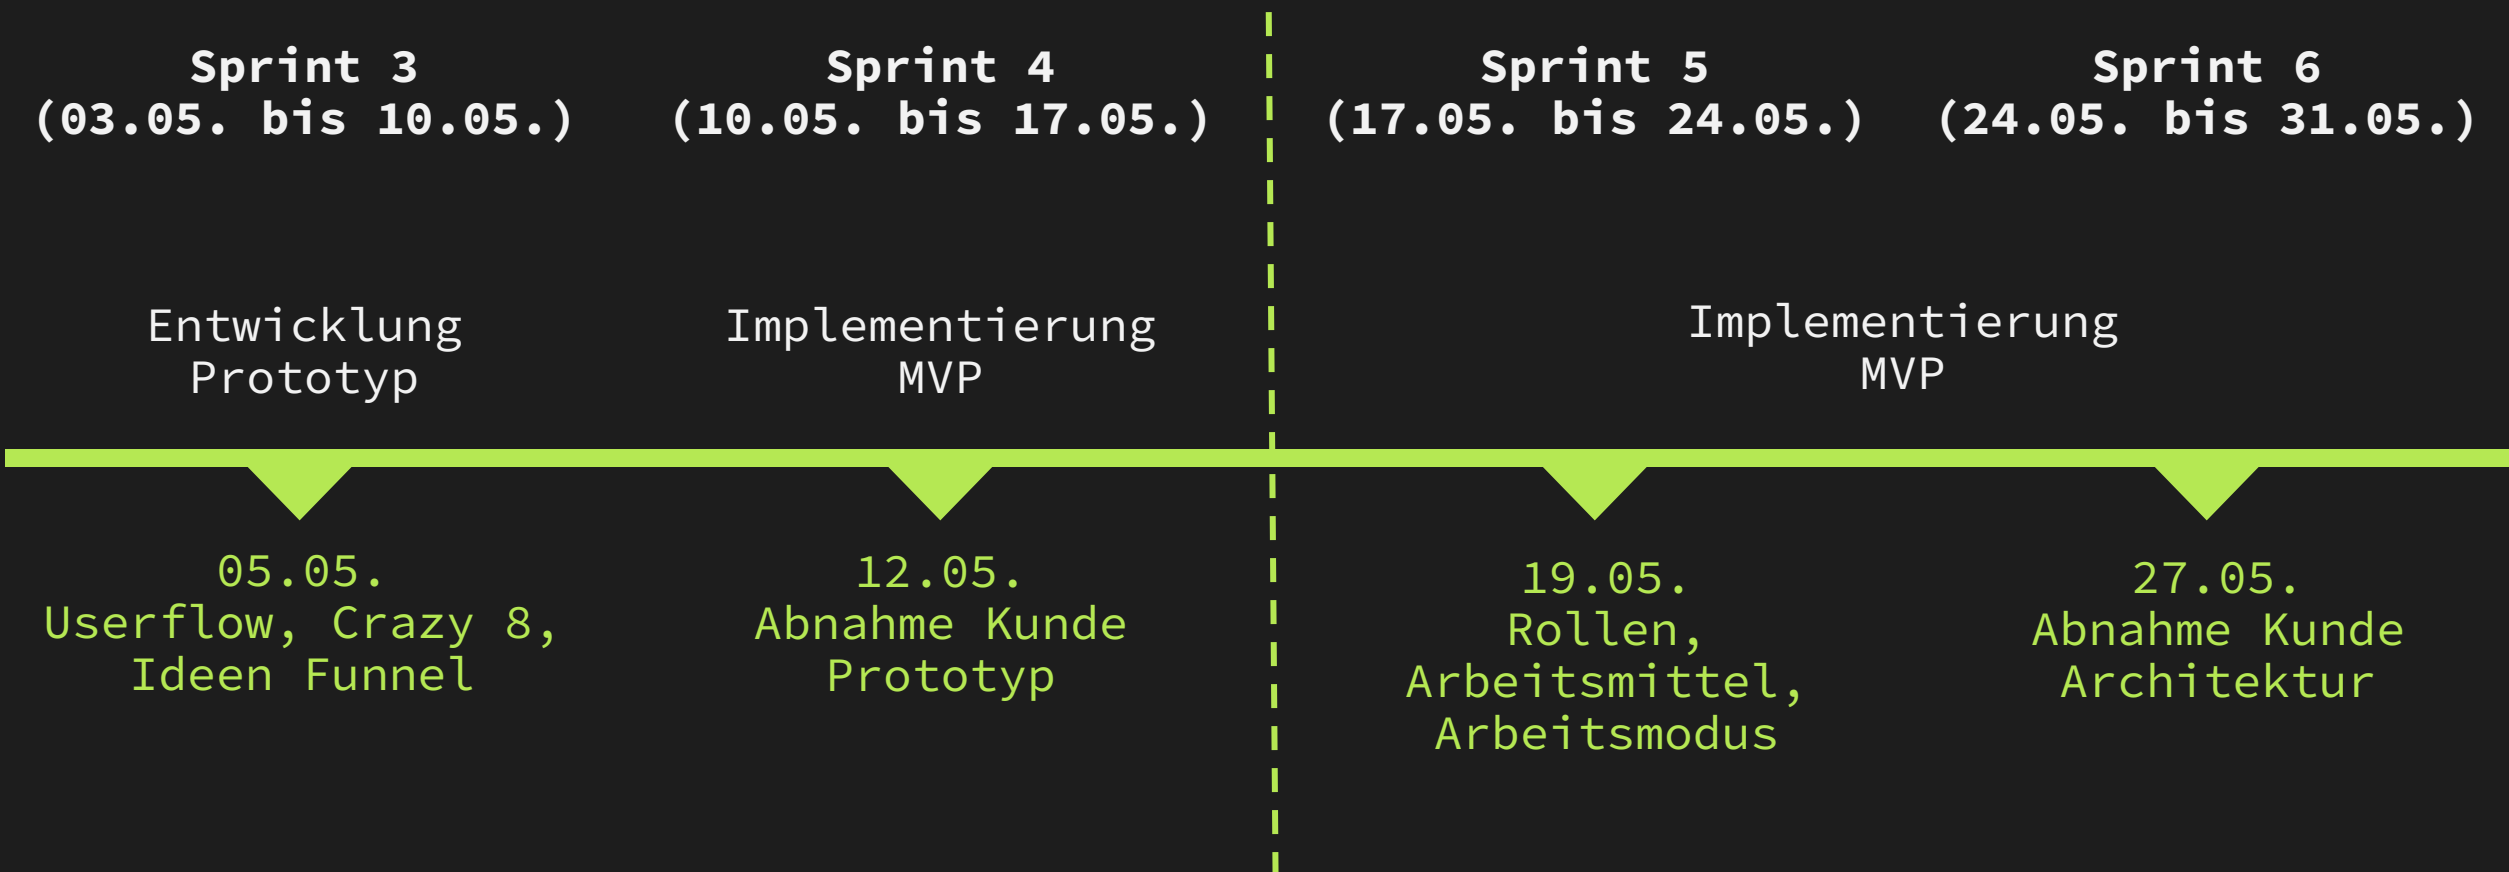 Sprint 3
(03.05. bis 10.05.)
Sprint 4
(10.05. bis 17.05.)
Sprint 5
(17.05. bis 24.05.)
Sprint 6
(24.05. bis 31.05.)
Entwicklung
Prototyp
Implementierung
MVP
Implementierung
MVP
05.05.
Userflow, Crazy 8,
Ideen Funnel
12.05.
Abnahme Kunde
Prototyp
19.05.
Rollen,
Arbeitsmittel,
Arbeitsmodus
27.05.
Abnahme Kunde
Architektur